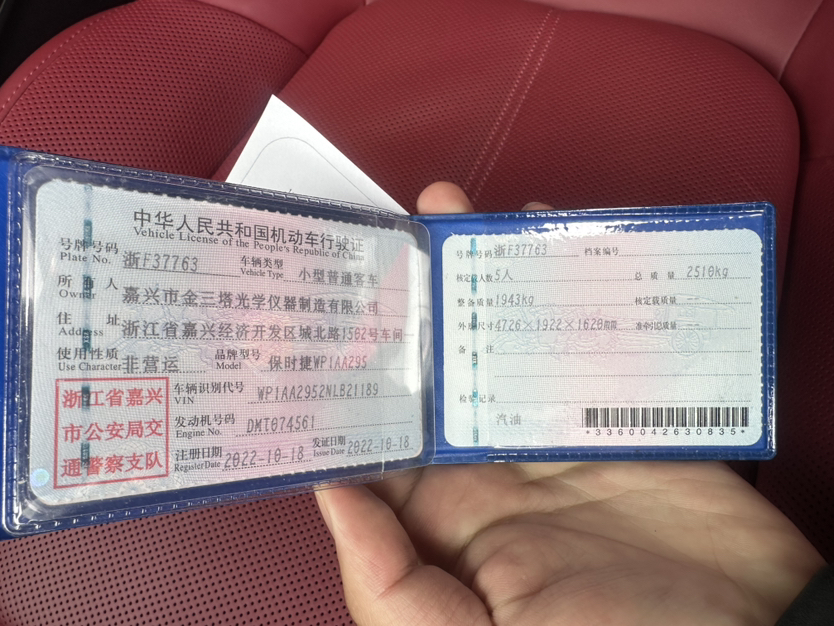 中华人民共和国机动车行驶证
Vehicle License of the People's Republic of China
号牌号码 浙F37763 车辆类型 小型普通客车
Plate No. Vehicle Type
所有人 嘉兴市金三塔光学仪器制造有限公司
Owner
住址 浙江省嘉兴经济开发区城北路1502号车间一
Address
使用性质 非营运 品牌型号 保时捷WP1AA295
Use Character Model
浙江省嘉兴
市公安局交
通警察支队
车辆识别代号 WP1AA2952NLB21189
VIN
发动机号码 DMT074561
Engine No.
注册日期 2022-10-18 发证日期 2022-10-18
Register Date Issue Date
号牌号码 浙F37763 档案编号
核定载人数 5人 总质量 2510kg
整备质量 1943kg 核定载质量 --
外廓尺寸 4726×1922×1620mm 准牵引总质量 --
备注
检验记录
汽油
*3360042630835*